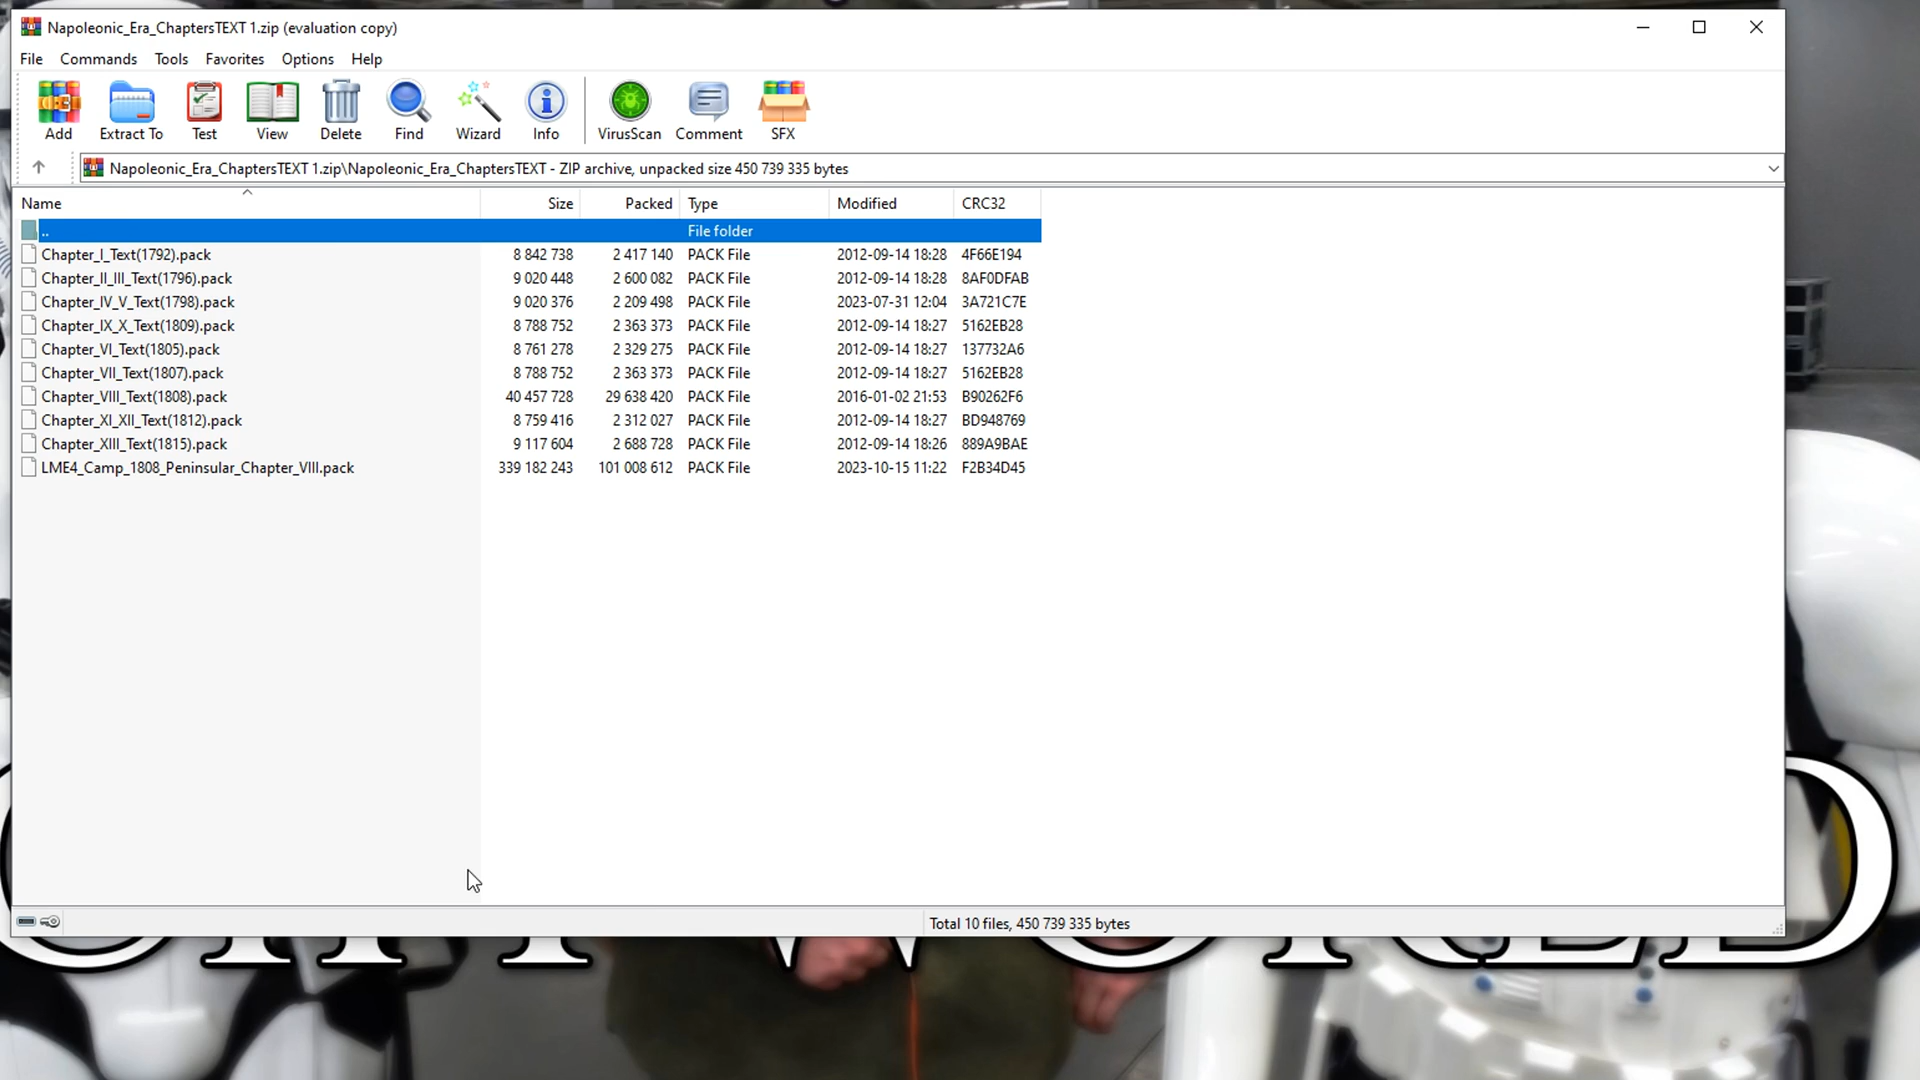 Napoleonic_Era_ChaptersTEXT 1.zip (evaluation copy)
File Commands Tools Favorites Options Help
Add Extract To Test View Delete Find Wizard Info VirusScan Comment SFX
Napoleonic_Era_ChaptersTEXT 1.zip\Napoleonic_Era_ChaptersTEXT - ZIP archive, unpacked size 450 739 335 bytes
Name Size Packed Type Modified CRC32
.. File folder
Chapter_I_Text(1792).pack 8 842 738 2 417 140 PACK File 2012-09-14 18:28 4F66E194
Chapter_II_III_Text(1796).pack 9 020 448 2 600 082 PACK File 2012-09-14 18:28 8AF0DFAB
Chapter_IV_V_Text(1798).pack 9 020 376 2 209 498 PACK File 2023-07-31 12:04 3A721C7E
Chapter_IX_X_Text(1809).pack 8 788 752 2 363 373 PACK File 2012-09-14 18:27 5162EB28
Chapter_VI_Text(1805).pack 8 761 278 2 329 275 PACK File 2012-09-14 18:27 137732A6
Chapter_VII_Text(1807).pack 8 788 752 2 363 373 PACK File 2012-09-14 18:27 5162EB28
Chapter_VIII_Text(1808).pack 40 457 728 29 638 420 PACK File 2016-01-02 21:53 B90262F6
Chapter_XI_XII_Text(1812).pack 8 759 416 2 312 027 PACK File 2012-09-14 18:27 BD948769
Chapter_XIII_Text(1815).pack 9 117 604 2 688 728 PACK File 2012-09-14 18:26 889A9BAE
LME4_Camp_1808_Peninsular_Chapter_VIII.pack 339 182 243 101 008 612 PACK File 2023-10-15 11:22 F2B34D45
Total 10 files, 450 739 335 bytes